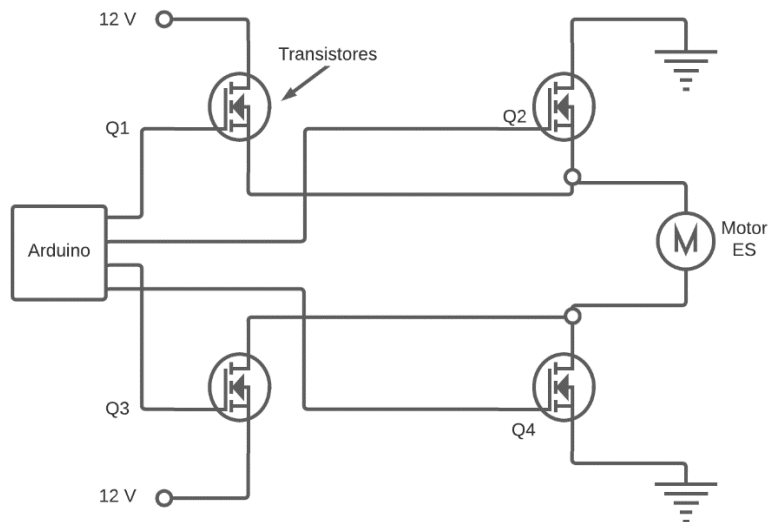 12 V
Transistores
Q1
Q2
Arduino
M
Motor
ES
Q3
Q4
12 V